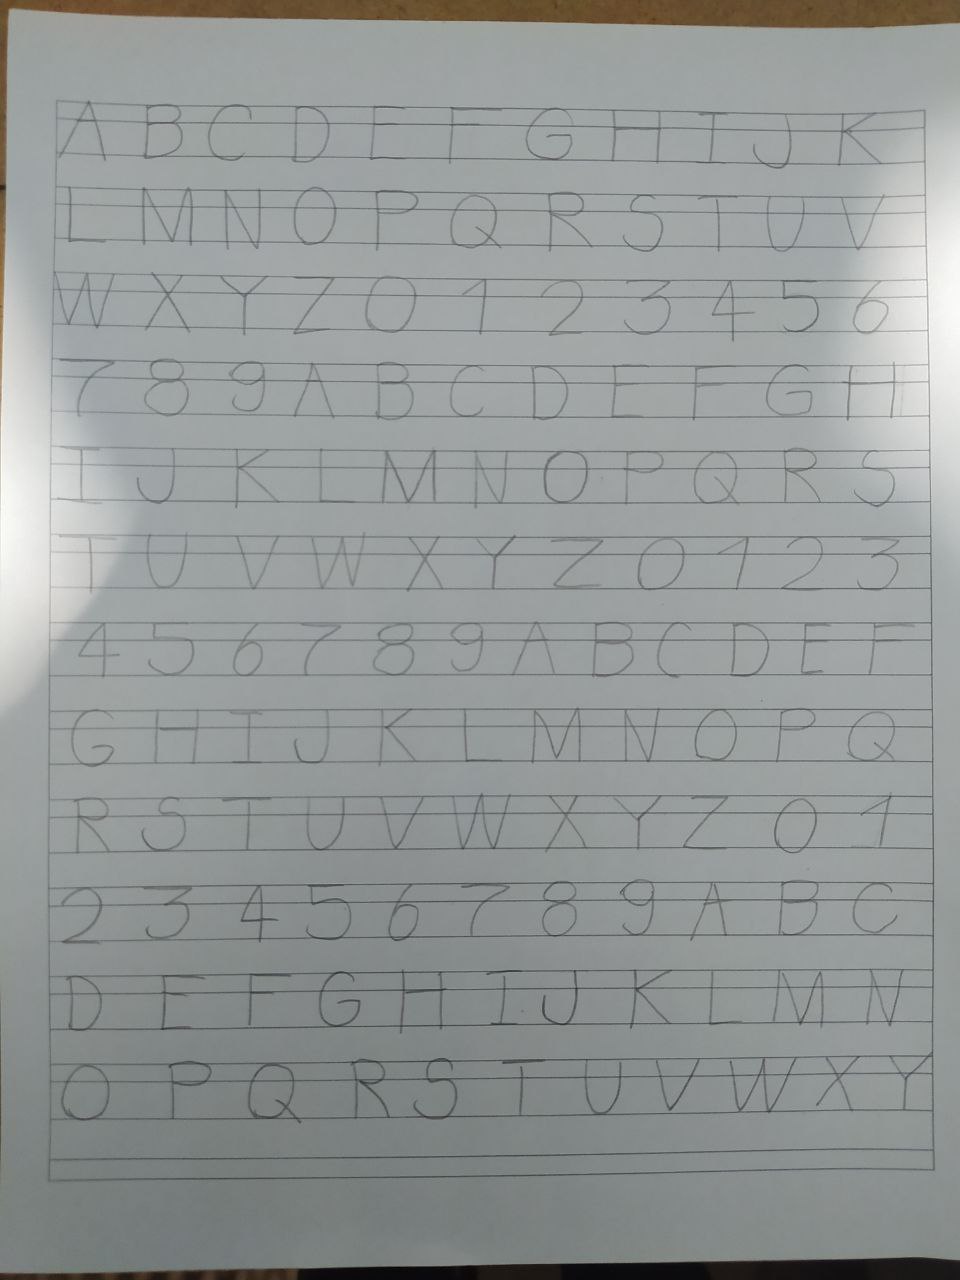 A B C D E F G H I J K
L M N O P Q R S T U V
W X Y Z 0 1 2 3 4 5 6
7 8 9 A B C D E F G H
I J K L M N O P Q R S
T U V W X Y Z 0 1 2 3
4 5 6 7 8 9 A B C D E F
G H I J K L M N O P Q
R S T U V W X Y Z 0 1
2 3 4 5 6 7 8 9 A B C
D E F G H I J K L M N
O P Q R S T U V W X Y